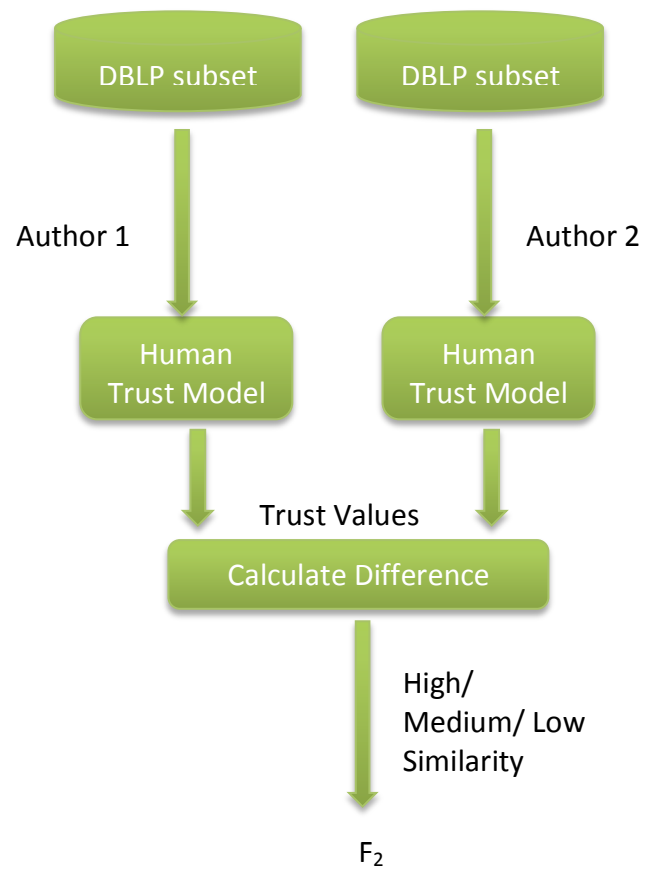 DBLP subset
DBLP subset
Author 1
Author 2
Human
Trust Model
Human
Trust Model
Trust Values
Calculate Difference
High/
Medium/ Low
Similarity
F₂